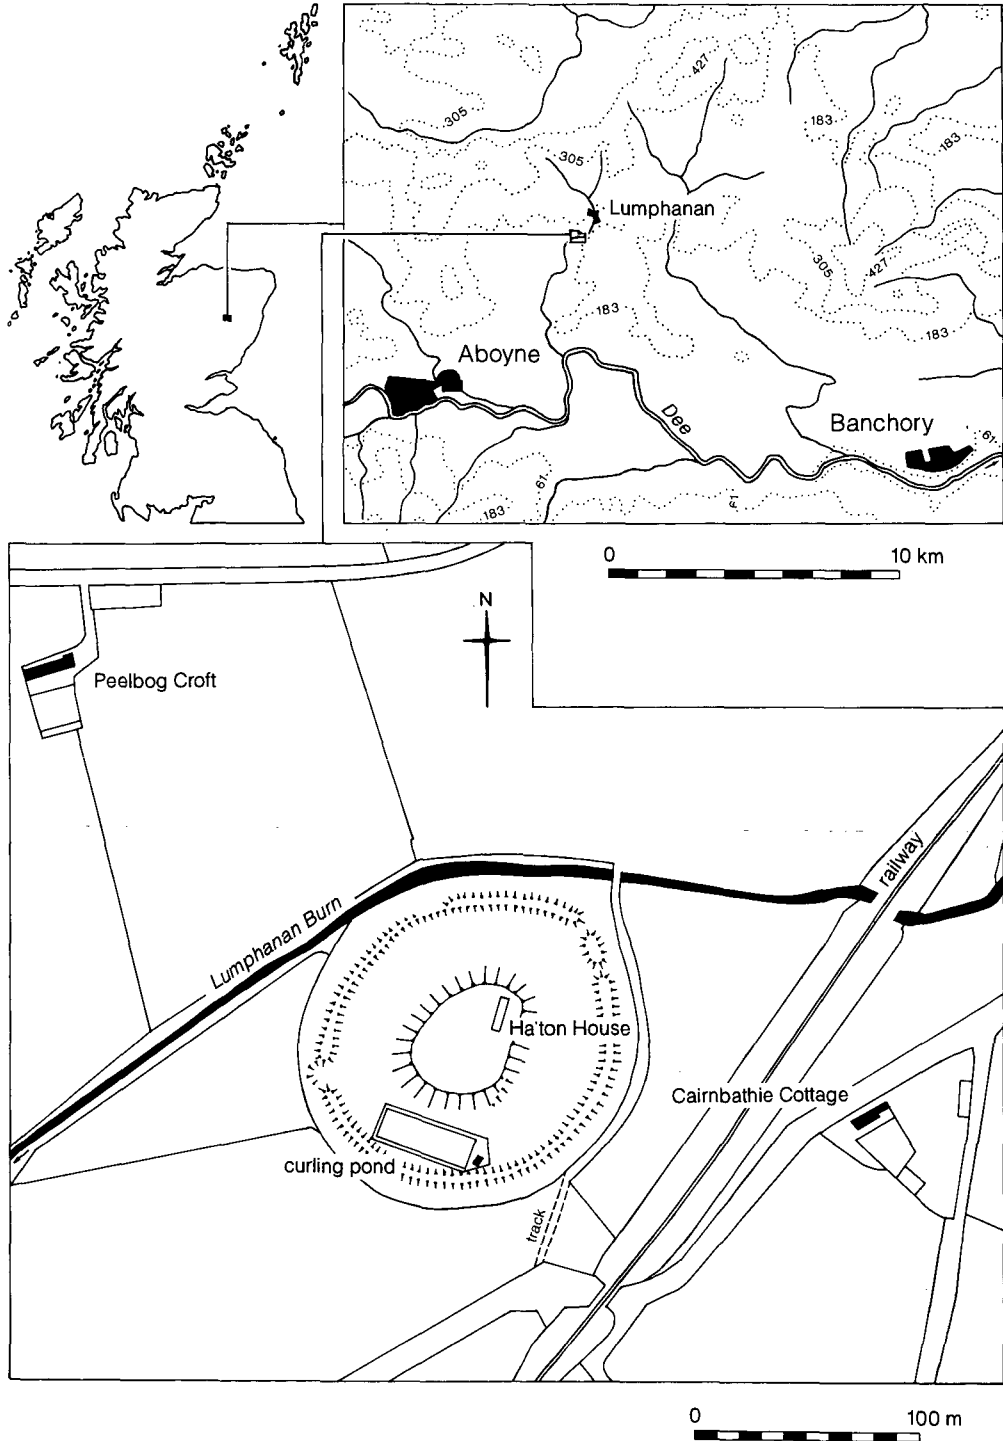 427
305
183
183
305
Lumphanan
305
427
183
183
Aboyne
Dee
Banchory
61
61
183
0 10 km
N
Peelbog Croft
railway
Lumphanan Burn
Ha'ton House
Cairnbathie Cottage
curling pond
track
0 100 m